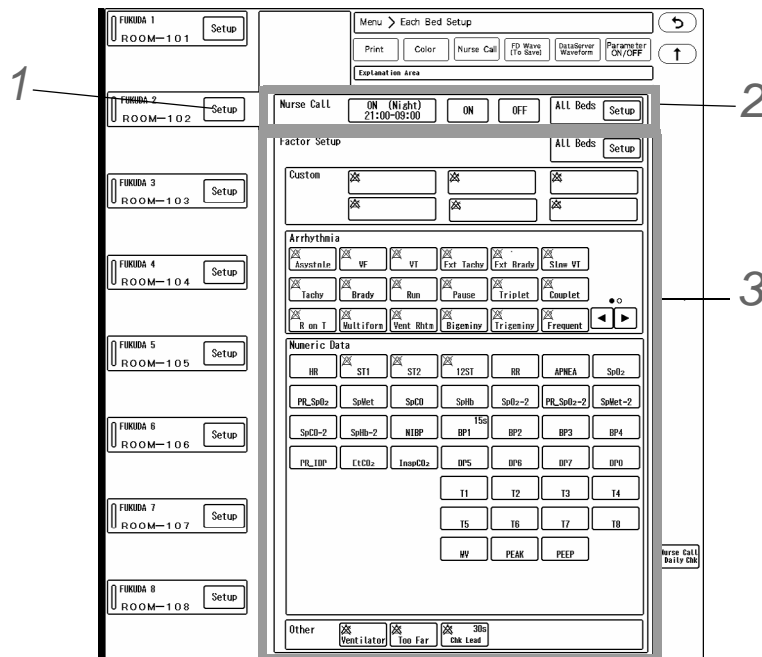 FUKUDA 1
ROOM-101
Setup
Menu > Each Bed Setup
Print
Color
Nurse Call
FD Wave
(To Save)
DataServer
Waveform
Parameter
ON/OFF
Explanation Area
1
FUKUDA 2
ROOM-102
Setup
Nurse Call
ON (Night)
21:00-09:00
ON
OFF
All Beds
Setup
2
Factor Setup
All Beds
Setup
FUKUDA 3
ROOM-103
Setup
Custom
Arrhythmia
Asystole
VF
VT
Ext Tachy
Ext Brady
Slow VT
FUKUDA 4
ROOM-104
Setup
Tachy
Brady
Run
Pause
Triplet
Couplet
3
R on T
Multiform
Vent Rhtm
Bigeminy
Trigeminy
Frequent
FUKUDA 5
ROOM-105
Setup
Numeric Data
HR
ST1
ST2
12ST
RR
APNEA
SpO₂
PR_SpO₂
SpMet
SpCO
SpHb
SpO₂-2
PR_SpO₂-2
SpMet-2
FUKUDA 6
ROOM-106
Setup
SpCO-2
SpHb-2
NIBP
15s
BP1
BP2
BP3
BP4
PR_IBP
EtCO₂
InspCO₂
BP5
BP6
BP7
BP8
T1
T2
T3
T4
FUKUDA 7
ROOM-107
Setup
T5
T6
T7
T8
MV
PEAK
PEEP
Nurse Call
Daily Chk
FUKUDA 8
ROOM-108
Setup
Other
Ventilator
Too Far
30s
Chk Lead